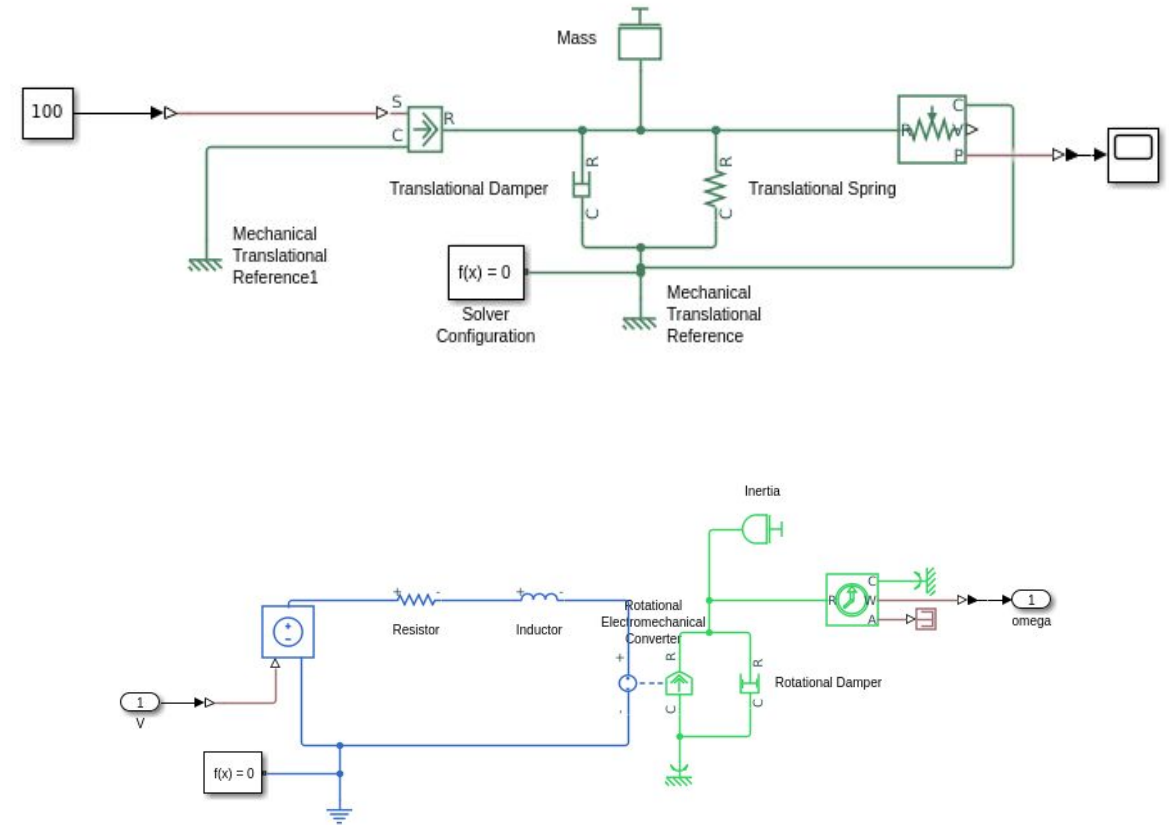 Mass
100
S
C
R
R
V
C
P
R
R
Translational Damper
Translational Spring
C
C
Mechanical
Translational
Reference1
f(x) = 0
Solver
Configuration
Mechanical
Translational
Reference
Inertia
+
-
+
-
Resistor
Inductor
Rotational
Electromechanical
Converter
R
C
W
A
1
omega
+
-
+
-
R
R
C
C
Rotational Damper
1
V
f(x) = 0